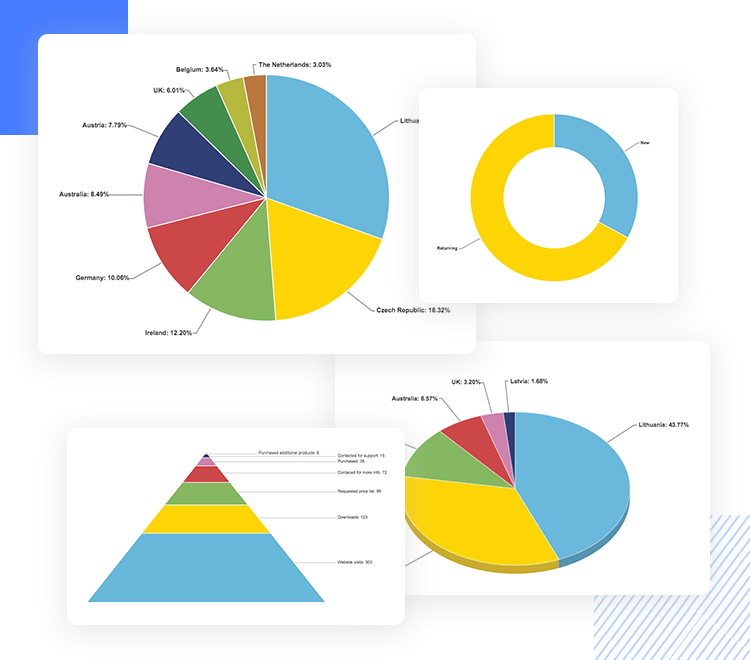 The Netherlands: 3.03%
Belgium: 3.64%
UK: 6.01%
Austria: 7.79%
Australia: 8.49%
Germany: 10.06%
Ireland: 12.20%
Czech Republic: 18.32%
Lithua
New
Returning
Latvia: 1.68%
UK: 3.20%
Australia: 6.57%
Lithuania: 43.77%
Purchased additional products: 8
Contacted for support: 15
Purchased: 38
Contacted for more info: 72
Requested price list:
Downloads: 123
Website visits: 300